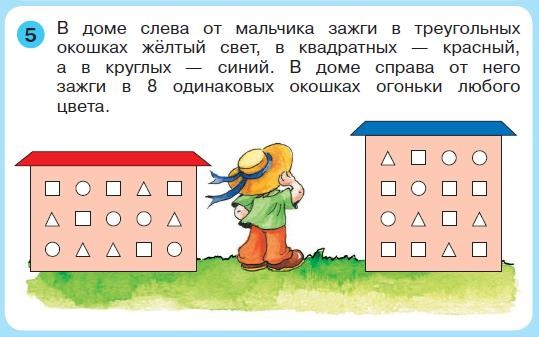 5
В доме слева от мальчика зажги в треугольных
окошках жёлтый свет, в квадратных — красный,
а в круглых — синий. В доме справа от него
зажги в 8 одинаковых окошках огоньки любого
цвета.